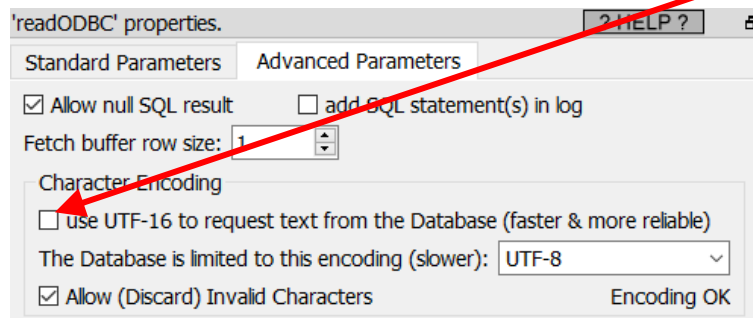 'readODBC' properties. ? HELP ?
Standard Parameters Advanced Parameters
Allow null SQL result add SQL statement(s) in log
Fetch buffer row size: 1
Character Encoding
use UTF-16 to request text from the Database (faster & more reliable)
The Database is limited to this encoding (slower): UTF-8
Allow (Discard) Invalid Characters Encoding OK